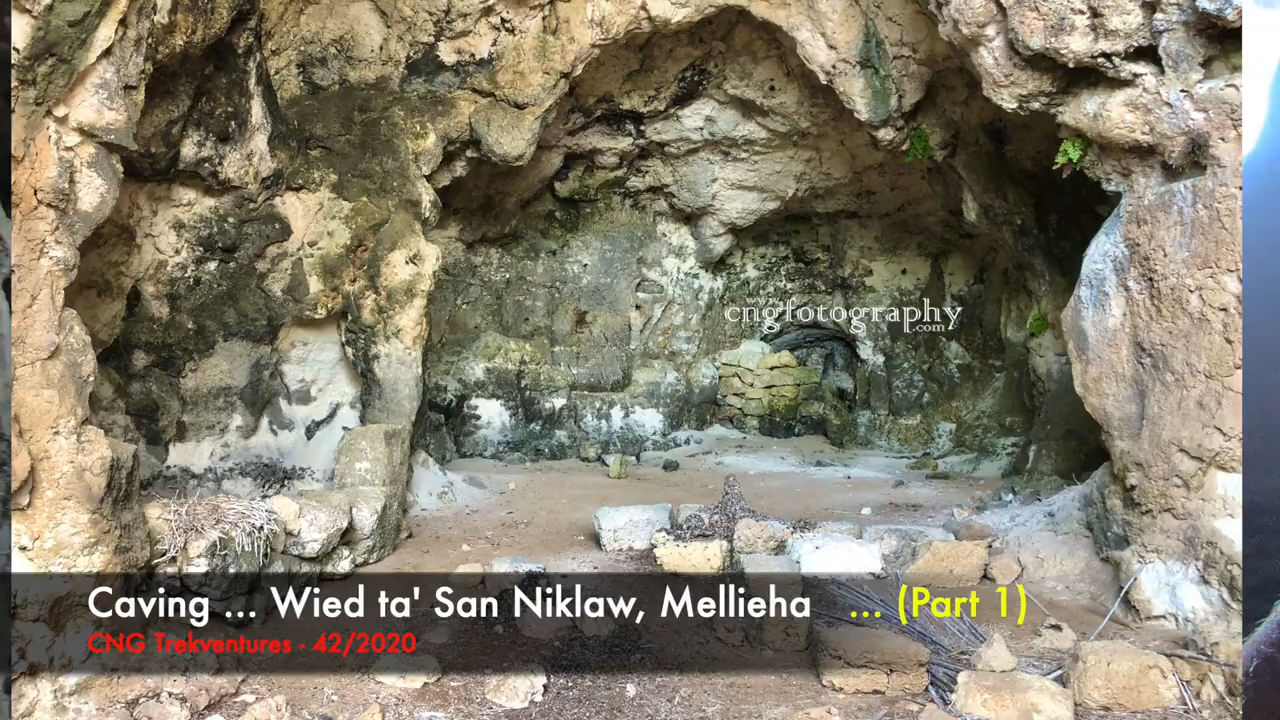 www.
cngfotography
.com
Caving ... Wied ta' San Niklaw, Mellieha ... (Part 1)
CNG Trekventures - 42/2020